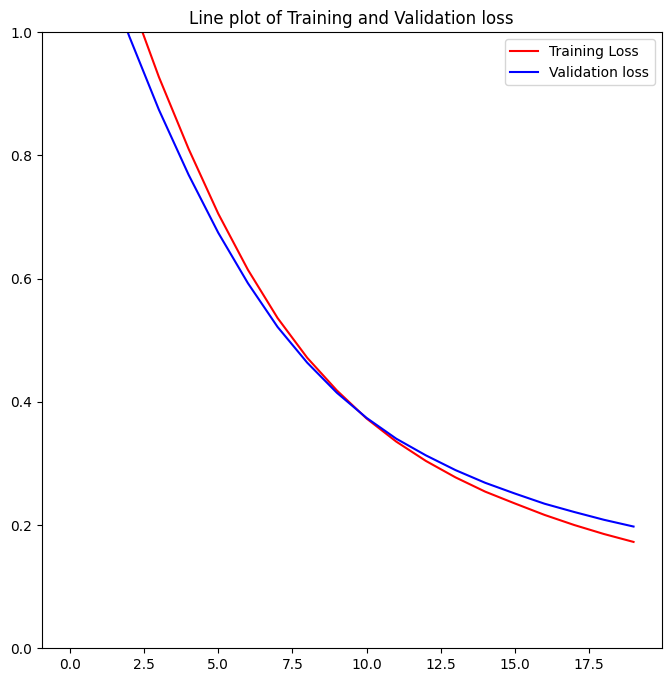 Line plot of Training and Validation loss
1.0
Training Loss
Validation loss
0.8
0.6
0.4
0.2
0.0
0.0 2.5 5.0 7.5 10.0 12.5 15.0 17.5